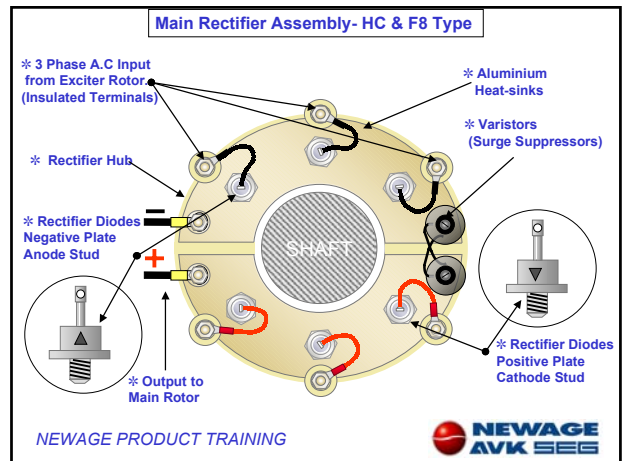 Main Rectifier Assembly- HC & F8 Type
✻ 3 Phase A.C Input
from Exciter Rotor.
(Insulated Terminals)
✻ Aluminium
Heat-sinks
✻ Varistors
(Surge Suppressors)
✻ Rectifier Hub
✻ Rectifier Diodes
Negative Plate
Anode Stud
–
+
SHAFT
✻ Rectifier Diodes
Positive Plate
Cathode Stud
✻ Output to
Main Rotor
NEWAGE PRODUCT TRAINING
NEWAGE
AVK SEG